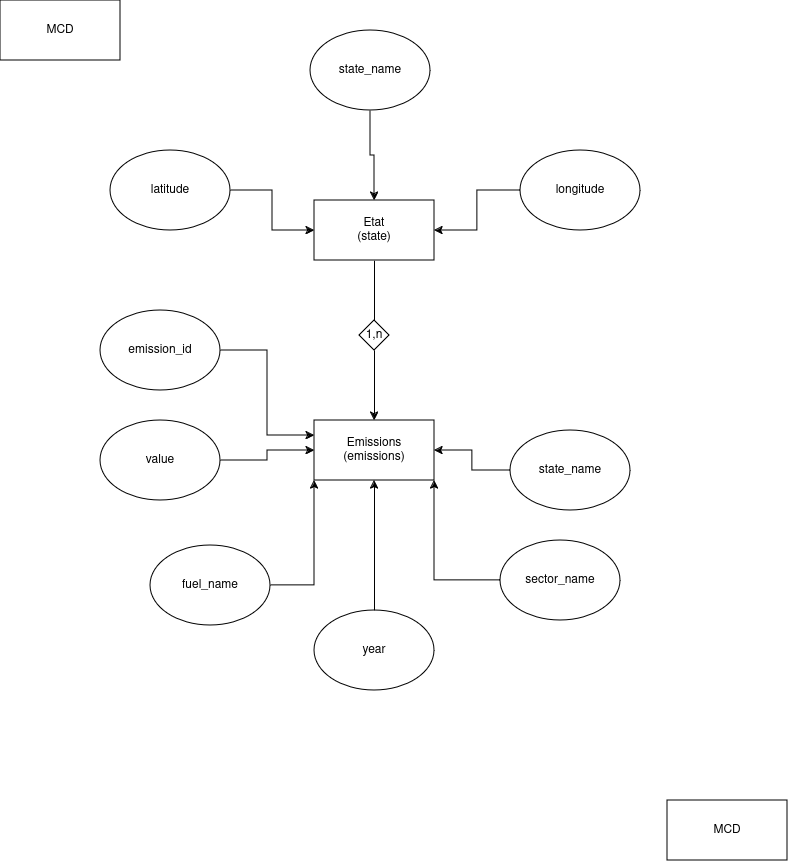 MCD
state_name
latitude
longitude
Etat
(state)
1,n
emission_id
Emissions
(emissions)
value
state_name
fuel_name
sector_name
year
MCD